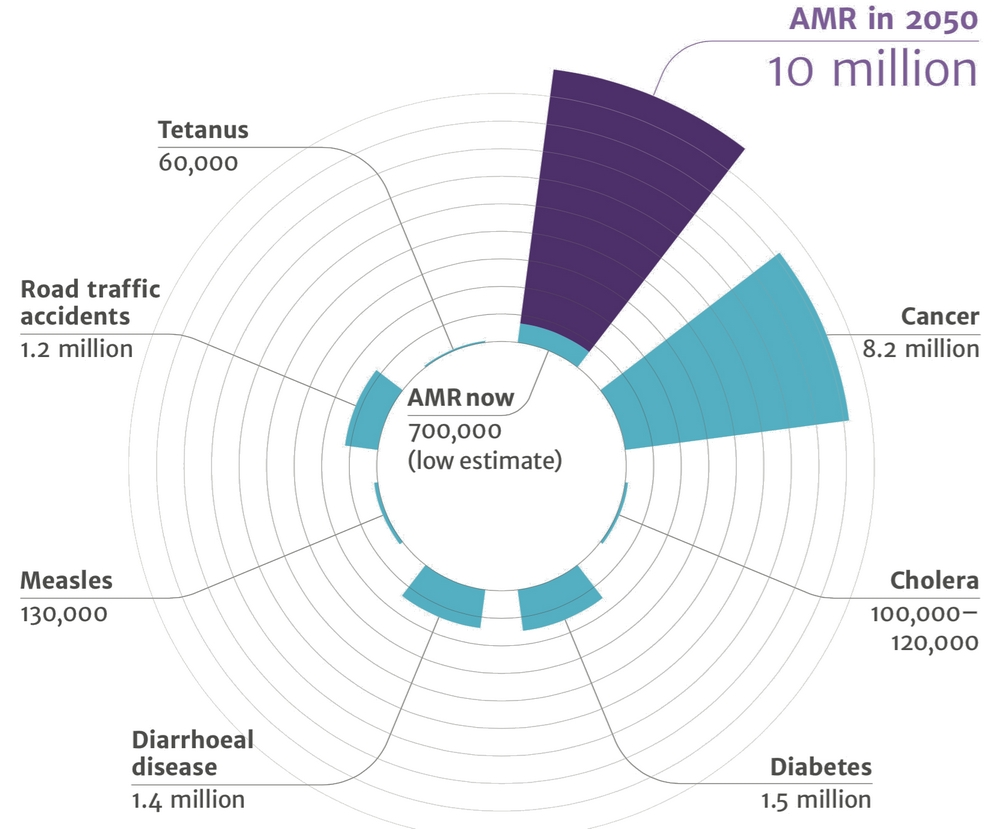 AMR in 2050
10 million
Tetanus
60,000
Road traffic
accidents
1.2 million
Cancer
8.2 million
AMR now
700,000
(low estimate)
Measles
130,000
Cholera
100,000–
120,000
Diarrhoeal
disease
1.4 million
Diabetes
1.5 million